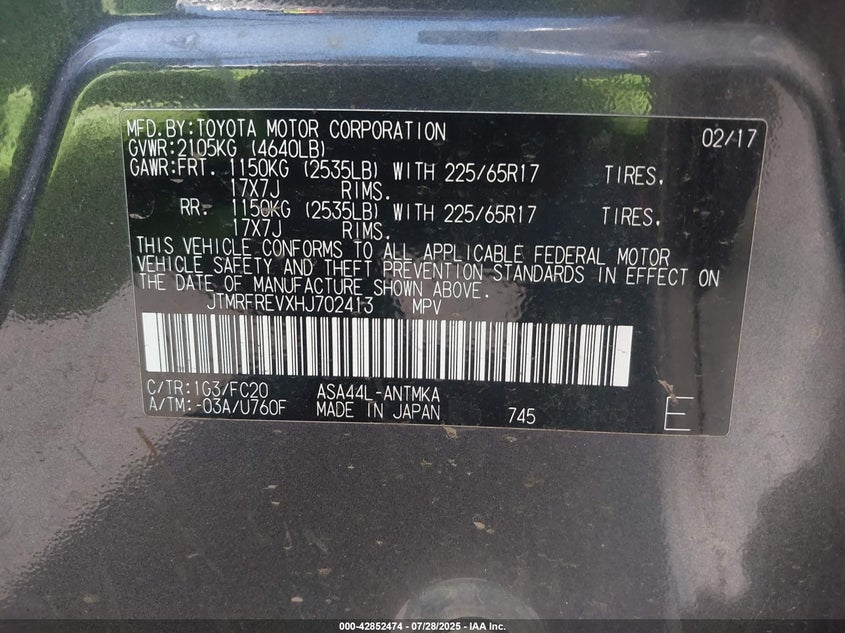 MFD.BY:TOYOTA MOTOR CORPORATION 02/17
GVWR:2105KG (4640LB)
GAWR:FRT. 1150KG (2535LB) WITH 225/65R17 TIRES,
17X7J RIMS.
RR. 1150KG (2535LB) WITH 225/65R17 TIRES,
17X7J RIMS.
THIS VEHICLE CONFORMS TO ALL APPLICABLE FEDERAL MOTOR
VEHICLE SAFETY AND THEFT PREVENTION STANDARDS IN EFFECT ON
THE DATE OF MANUFACTURE SHOWN ABOVE.
JTMRFREVXHJ702413 MPV
C/TR:1G3/FC20 ASA44L-ANTMKA
A/TM:-03A/U760F MADE IN JAPAN 745 E
000-42852474 | 07/28/2025 - IAA Inc.